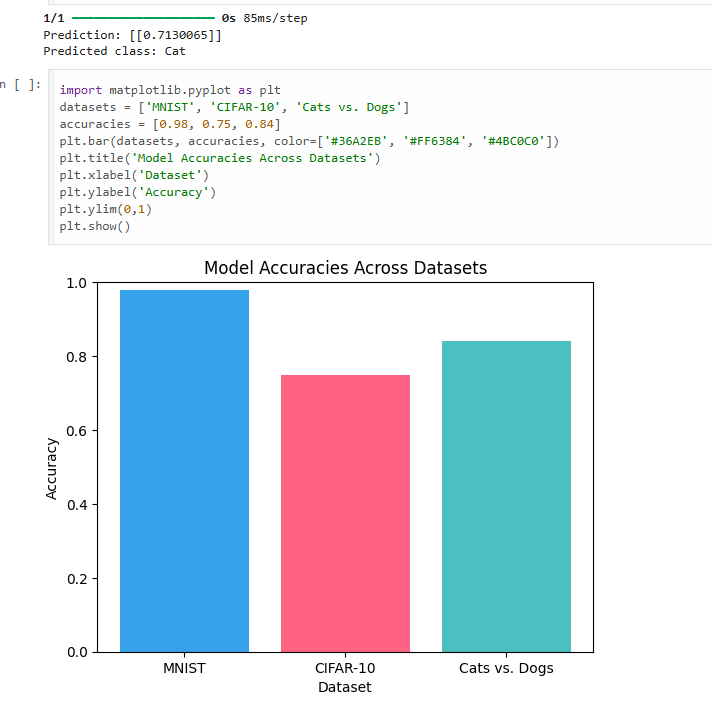 1/1 ━━━━━━━━━━━━━━━━━━━━ 0s 85ms/step
Prediction: [[0.7130065]]
Predicted class: Cat
n [ ]:
import matplotlib.pyplot as plt
datasets = ['MNIST', 'CIFAR-10', 'Cats vs. Dogs']
accuracies = [0.98, 0.75, 0.84]
plt.bar(datasets, accuracies, color=['#36A2EB', '#FF6384', '#4BC0C0'])
plt.title('Model Accuracies Across Datasets')
plt.xlabel('Dataset')
plt.ylabel('Accuracy')
plt.ylim(0,1)
plt.show()
Model Accuracies Across Datasets
1.0
0.8
0.6
0.4
0.2
0.0
Accuracy
MNIST CIFAR-10 Cats vs. Dogs
Dataset